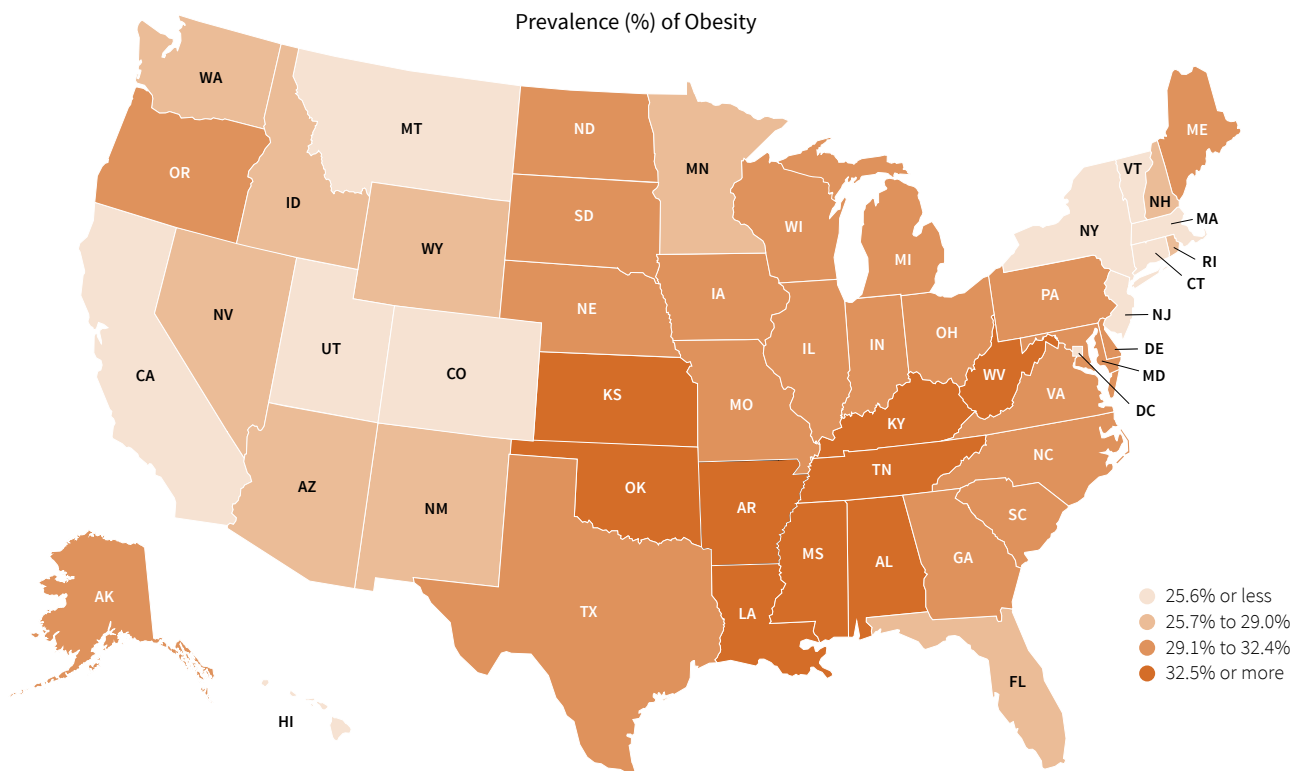 Prevalence (%) of Obesity
WA
MT
ND
MN
ME
OR
ID
SD
WI
VT
NH
WY
MI
NY
MA
RI
CT
NV
NE
IA
PA
NJ
UT
CO
IL
IN
OH
DE
CA
KS
MO
WV
MD
VA
DC
KY
AZ
NM
OK
AR
TN
NC
SC
MS
AL
GA
AK
TX
LA
FL
HI
25.6% or less
25.7% to 29.0%
29.1% to 32.4%
32.5% or more